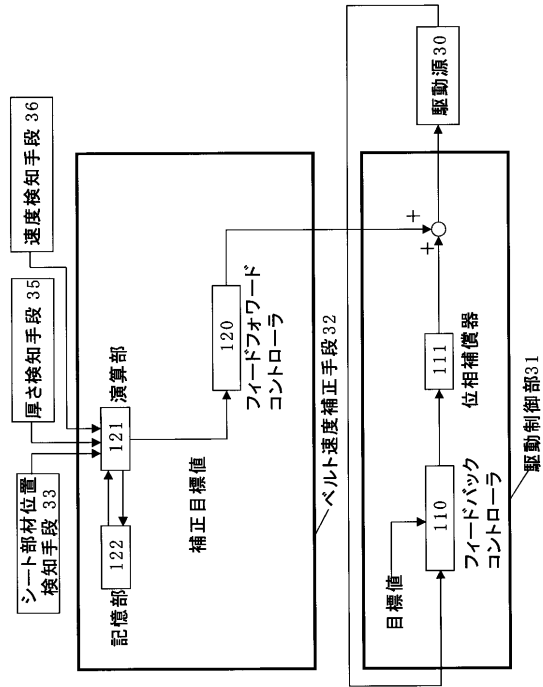 シート部材位置
検知手段 33
厚さ検知手段 35
速度検知手段 36
記憶部
122
121
演算部
補正目標値
120
フィードフォワード
コントローラ
ベルト速度補正手段32
目標値
110
フィードバック
コントローラ
111
位相補償器
+
+
駆動制御部31
駆動源30